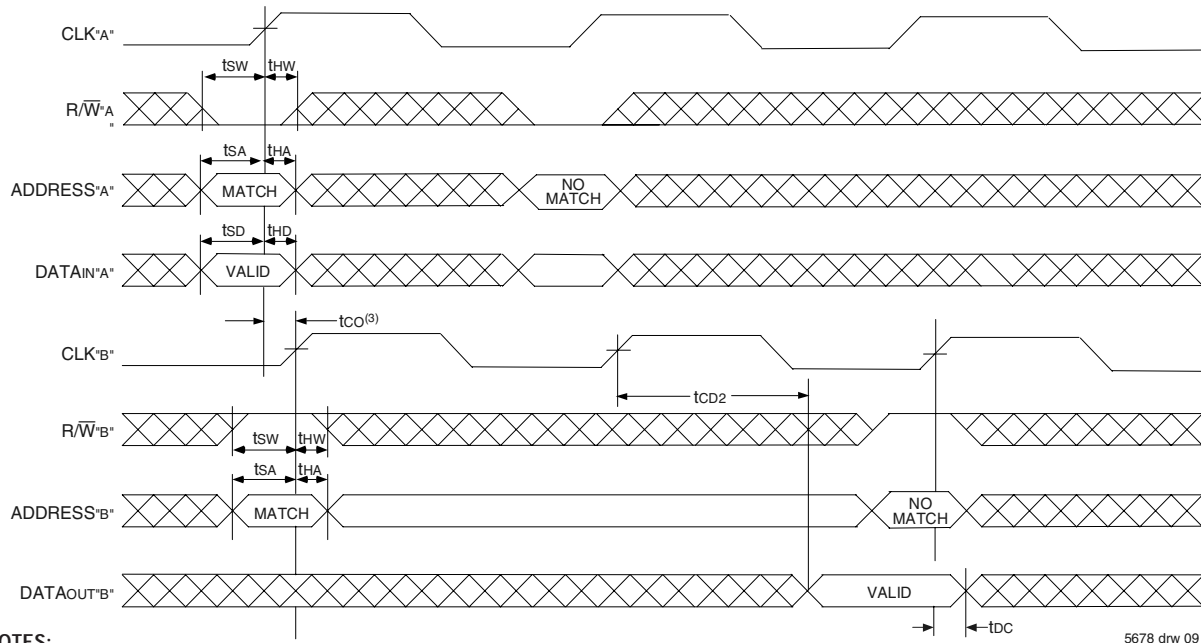 CLK"A"
tSW tHW
R/W̅"A
"
tSA tHA
ADDRESS"A"
MATCH
NO
MATCH
tSD tHD
DATAIN"A"
VALID
tCO(3)
CLK"B"
tCD2
R/W̅"B"
tSW tHW
tSA tHA
ADDRESS"B"
MATCH
NO
MATCH
DATAOUT"B"
VALID
tDC
OTES:
5678 drw 09